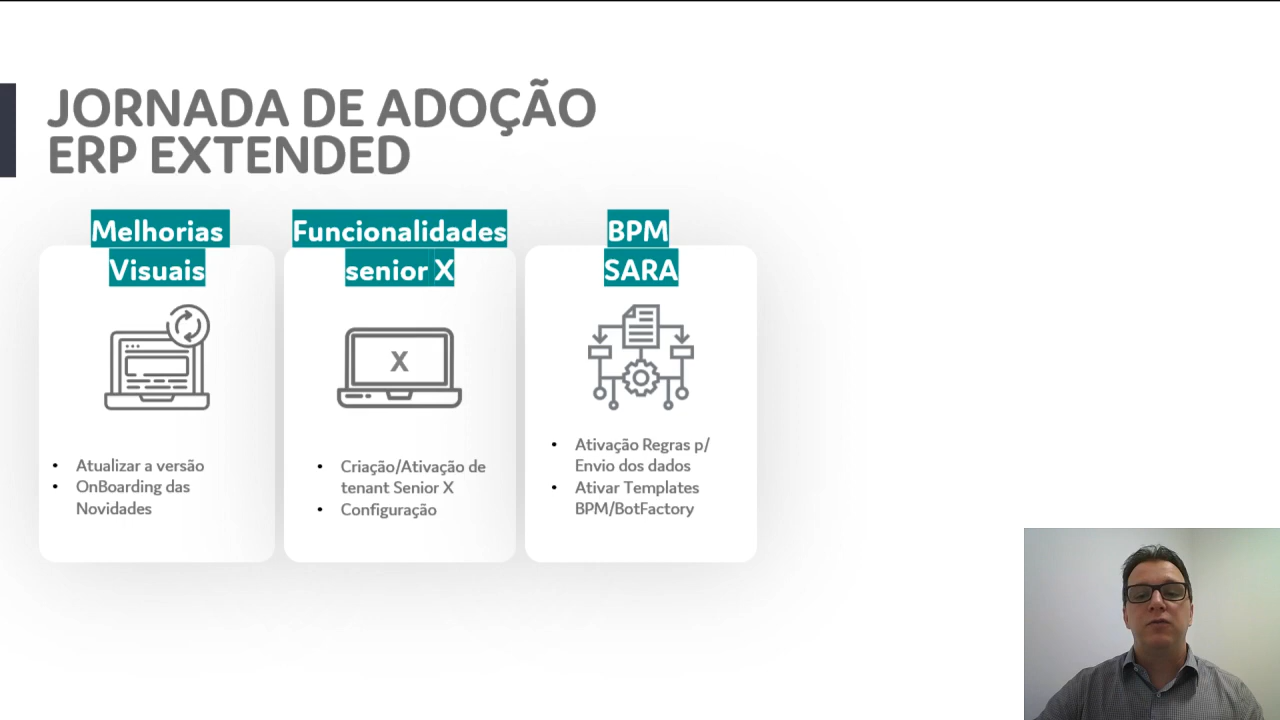 JORNADA DE ADOÇÃO
ERP EXTENDED
Melhorias
Visuais
• Atualizar a versão
• OnBoarding das
Novidades
Funcionalidades
senior X
X
• Criação/Ativação de
tenant Senior X
• Configuração
BPM
SARA
• Ativação Regras p/
Envio dos dados
• Ativar Templates
BPM/BotFactory